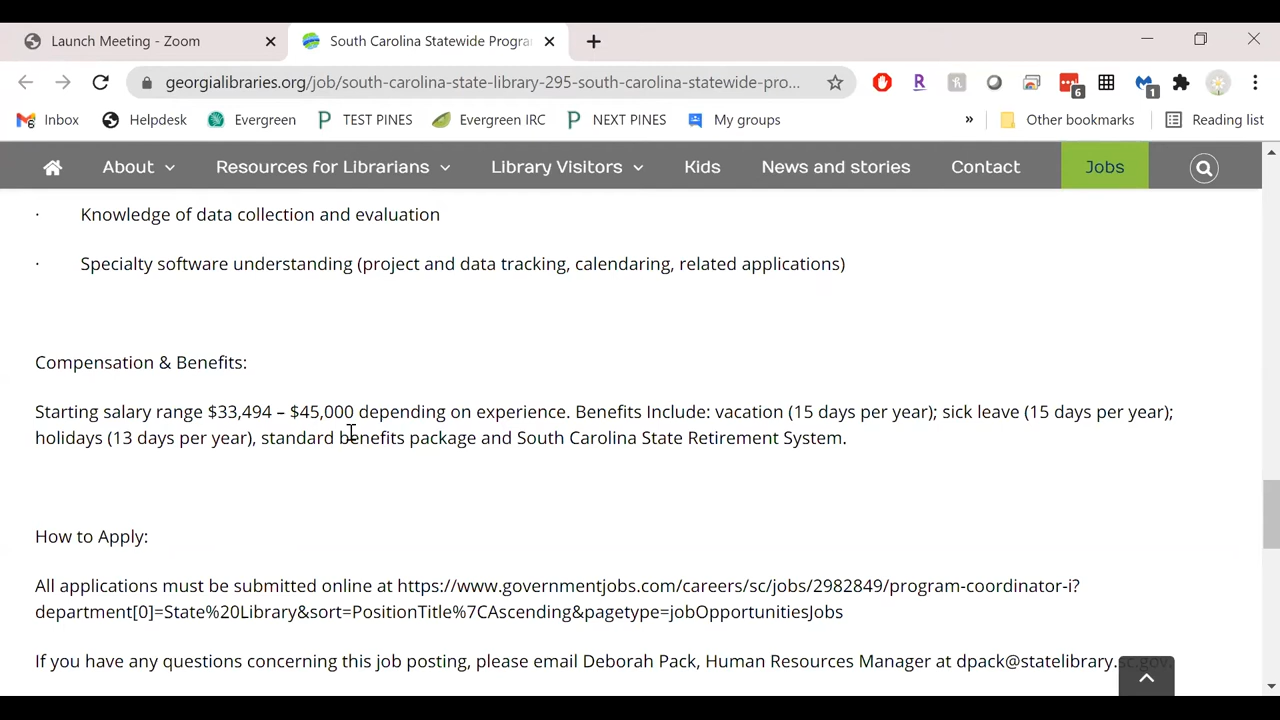 Launch Meeting - Zoom
South Carolina Statewide Progra
georgialibraries.org/job/south-carolina-state-library-295-south-carolina-statewide-pro...
6
1
Inbox
Helpdesk
Evergreen
TEST PINES
Evergreen IRC
NEXT PINES
My groups
»
Other bookmarks
Reading list
About
Resources for Librarians
Library Visitors
Kids
News and stories
Contact
Jobs
· Knowledge of data collection and evaluation
· Specialty software understanding (project and data tracking, calendaring, related applications)
Compensation & Benefits:
Starting salary range $33,494 – $45,000 depending on experience. Benefits Include: vacation (15 days per year); sick leave (15 days per year);
holidays (13 days per year), standard benefits package and South Carolina State Retirement System.
How to Apply:
All applications must be submitted online at https://www.governmentjobs.com/careers/sc/jobs/2982849/program-coordinator-i?
department[0]=State%20Library&sort=PositionTitle%7CAscending&pagetype=jobOpportunitiesJobs
If you have any questions concerning this job posting, please email Deborah Pack, Human Resources Manager at dpack@statelibrary.sc.gov.